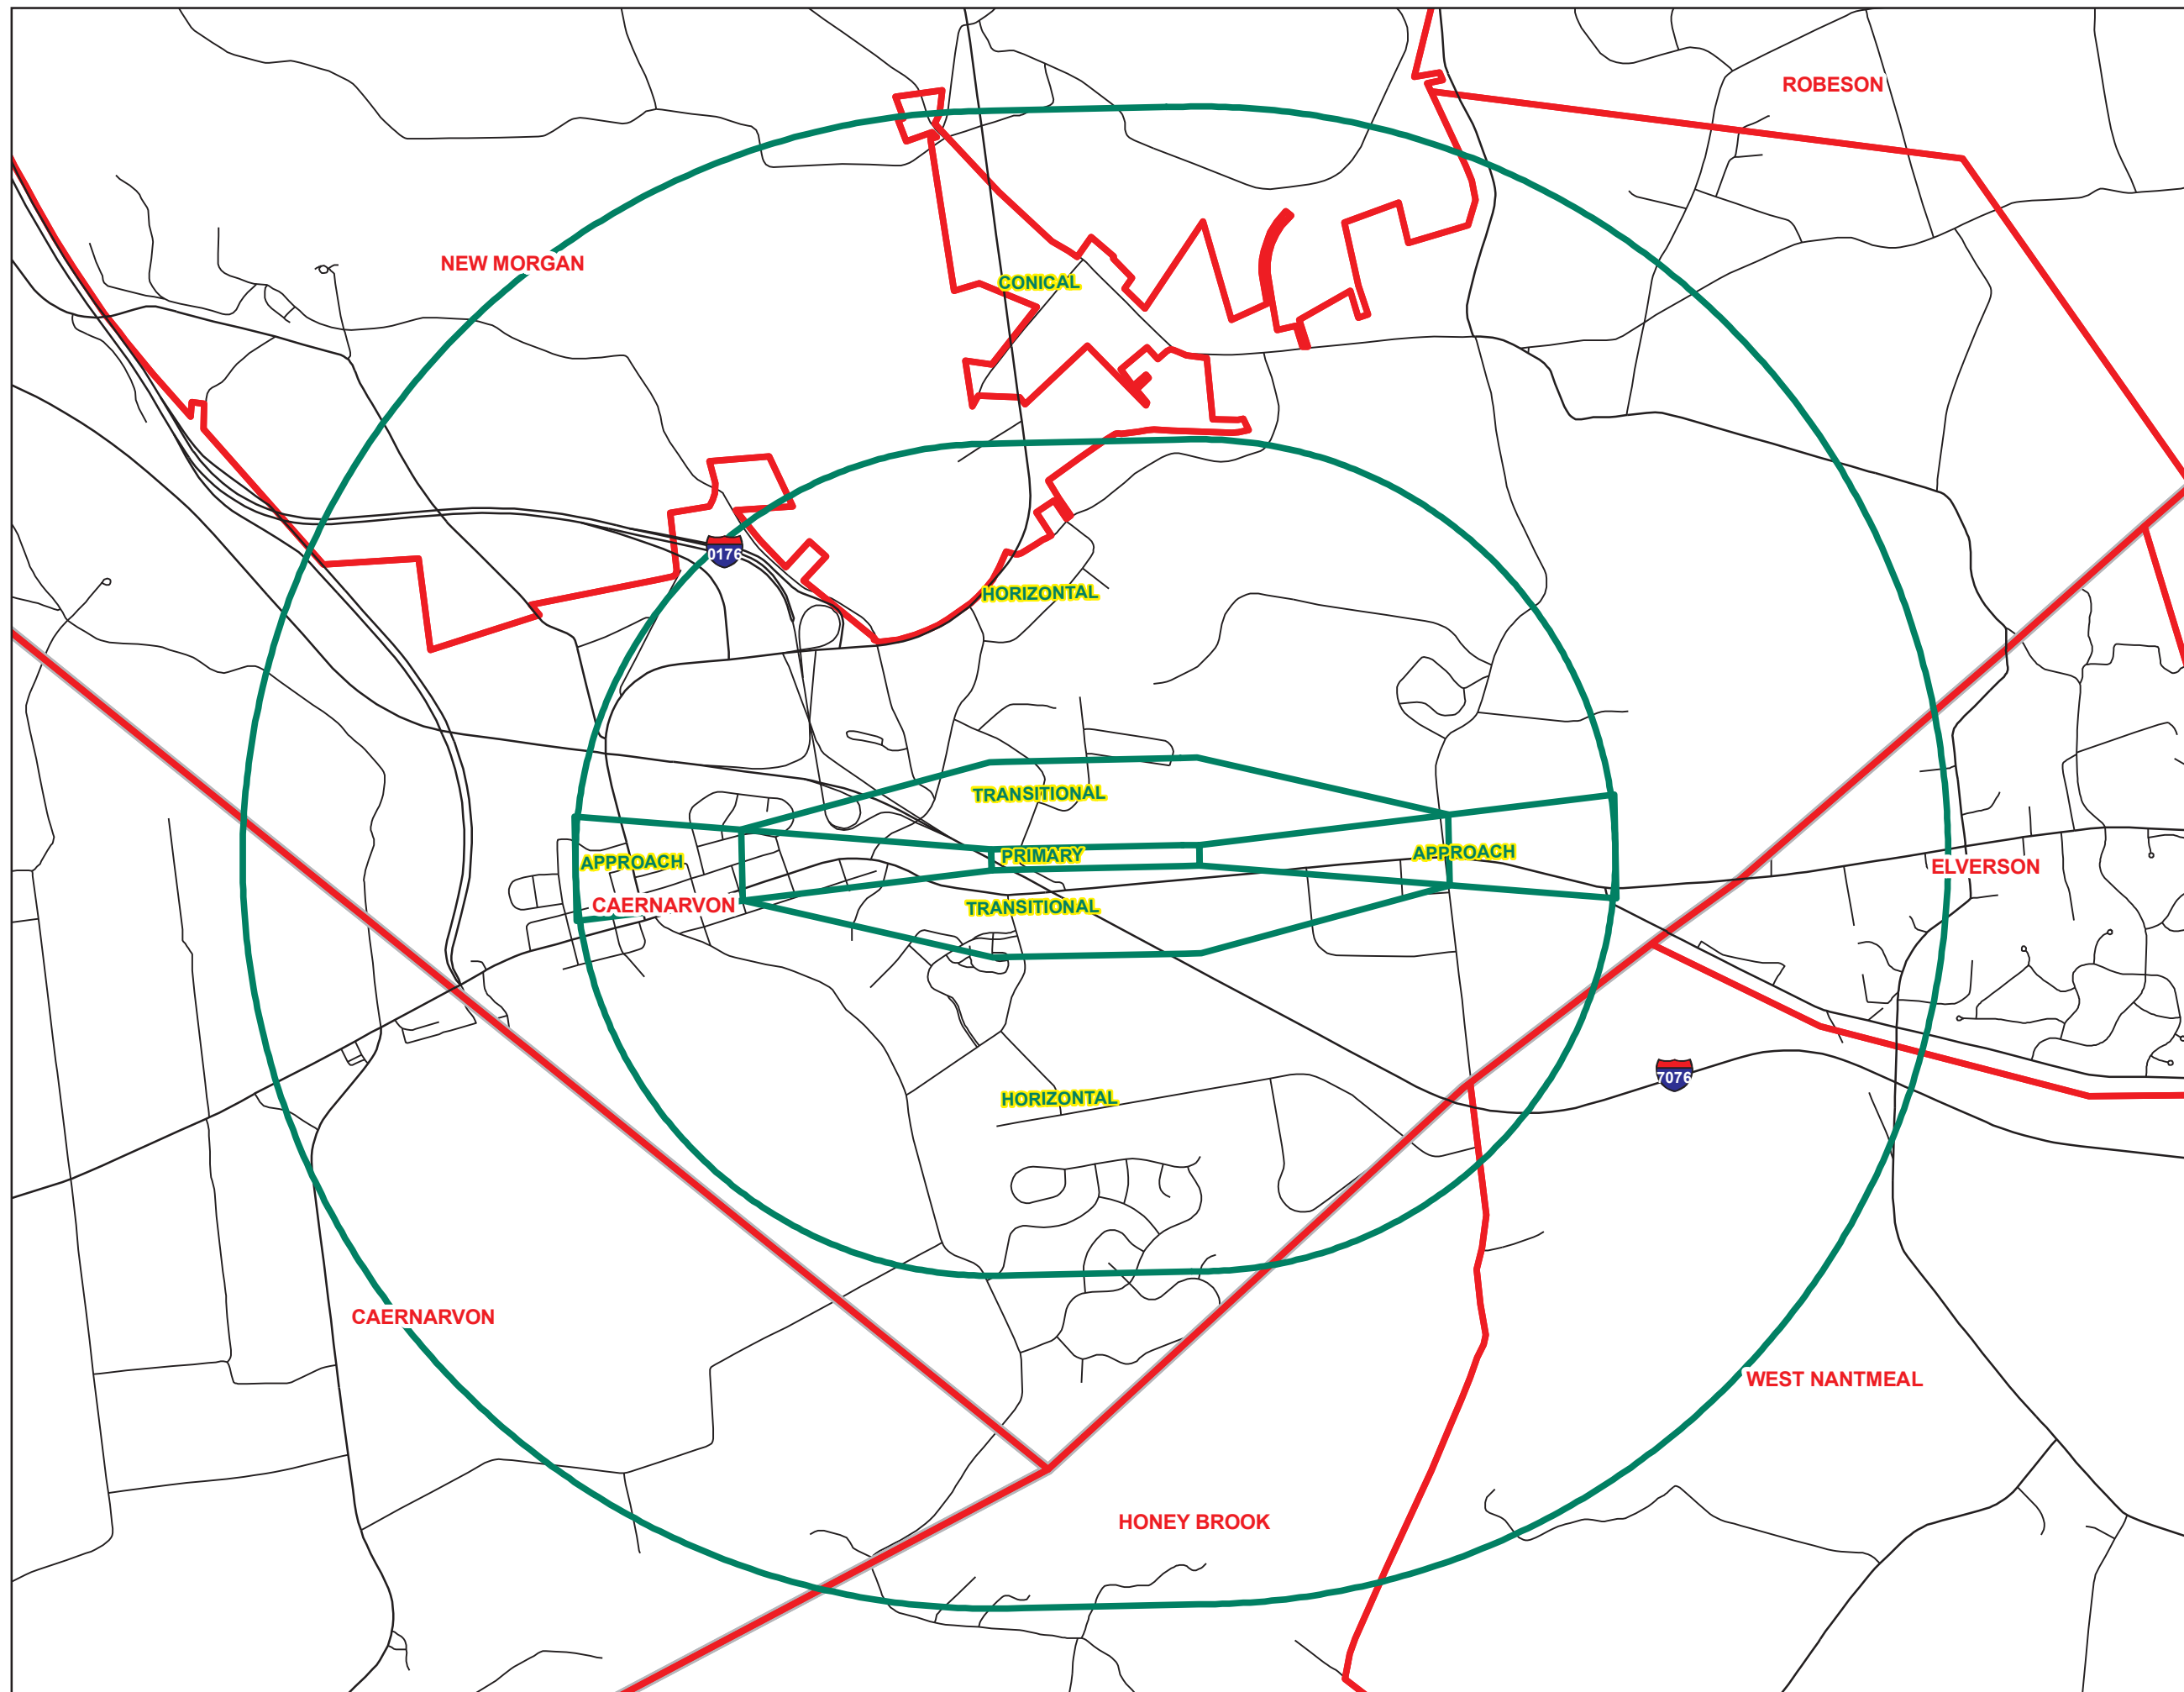 ROBESON
NEW MORGAN
CONICAL
0176
HORIZONTAL
TRANSITIONAL
PRIMARY
APPROACH
APPROACH
ELVERSON
CAERNARVON
TRANSITIONAL
7076
HORIZONTAL
CAERNARVON
WEST NANTMEAL
HONEY BROOK